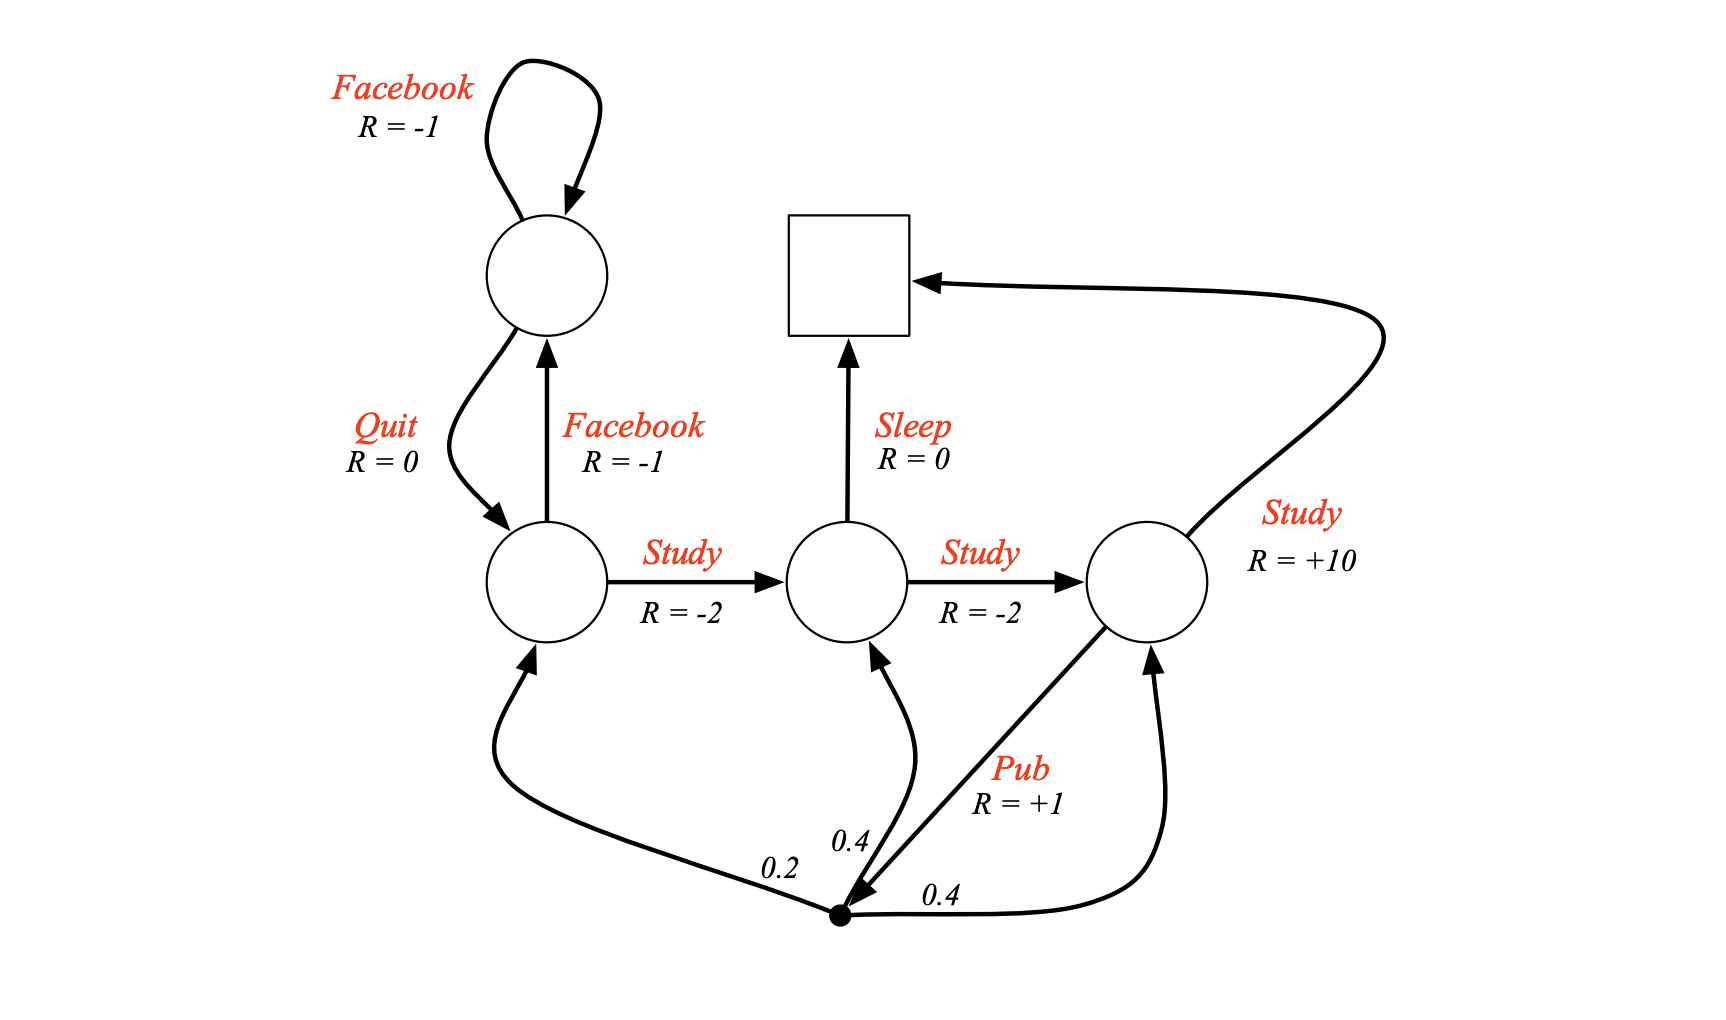 Facebook
R = -1
Quit
R = 0
Facebook
R = -1
Sleep
R = 0
Study
R = +10
Study
R = -2
Study
R = -2
Pub
R = +1
0.2
0.4
0.4